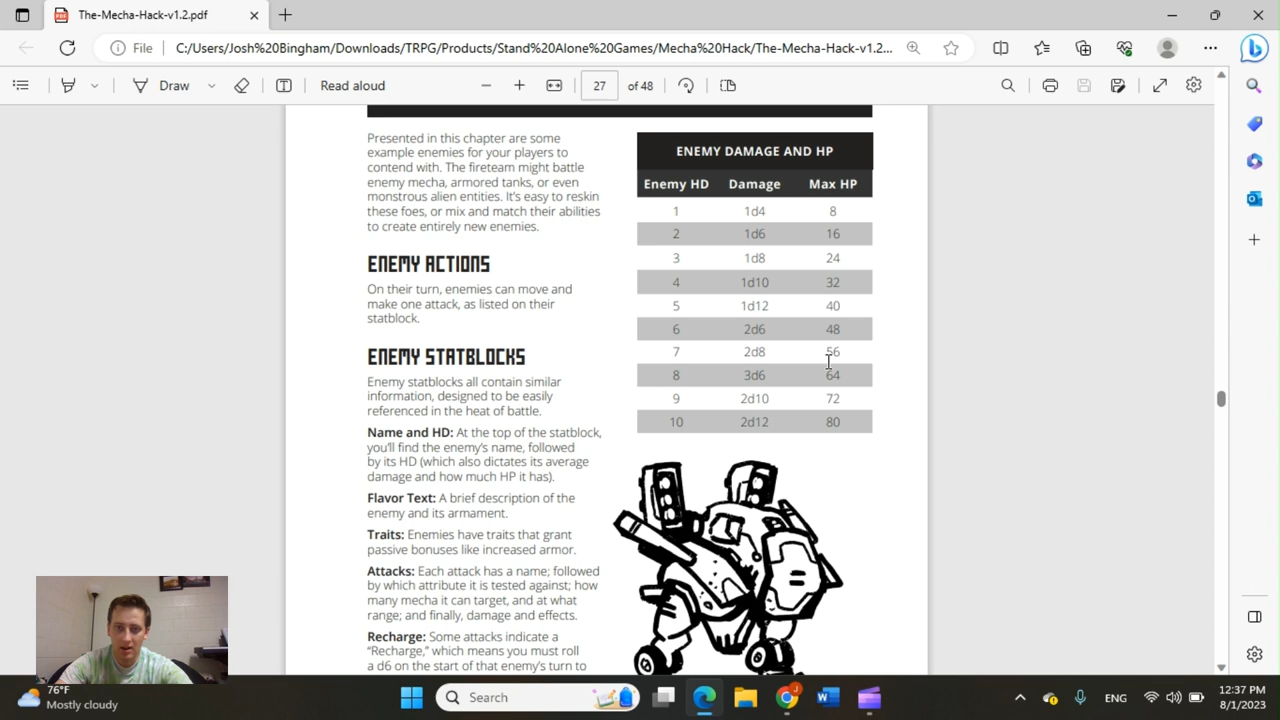 The-Mecha-Hack-v1.2.pdf
File
C:/Users/Josh%20Bingham/Downloads/TRPG/Products/Stand%20Alone%20Games/Mecha%20Hack/The-Mecha-Hack-v1.2...
Draw
Read aloud
27
of 48
Presented in this chapter are some
example enemies for your players to
contend with. The fireteam might battle
enemy mecha, armored tanks, or even
monstrous alien entities. It's easy to reskin
these foes, or mix and match their abilities
to create entirely new enemies.
ENEMY ACTIONS
On their turn, enemies can move and
make one attack, as listed on their
statblock.
ENEMY STATBLOCKS
Enemy statblocks all contain similar
information, designed to be easily
referenced in the heat of battle.
Name and HD: At the top of the statblock,
you'll find the enemy's name, followed
by its HD (which also dictates its average
damage and how much HP it has).
Flavor Text: A brief description of the
enemy and its armament.
Traits: Enemies have traits that grant
passive bonuses like increased armor.
Attacks: Each attack has a name; followed
by which attribute it is tested against; how
many mecha it can target, and at what
range; and finally, damage and effects.
Recharge: Some attacks indicate a
"Recharge," which means you must roll
a d6 on the start of that enemy's turn to
ENEMY DAMAGE AND HP
Enemy HD Damage Max HP
1 1d4 8
2 1d6 16
3 1d8 24
4 1d10 32
5 1d12 40
6 2d6 48
7 2d8 56
8 3d6 64
9 2d10 72
10 2d12 80
76°F
Mostly cloudy
Search
ENG
12:37 PM
8/1/2023